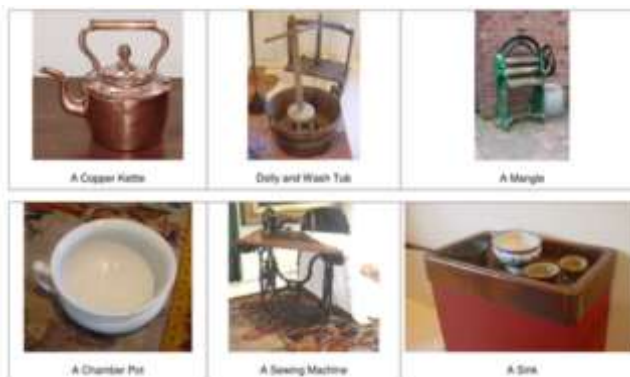 A Copper Kettle
Dolly and Wash Tub
A Mangle
A Chamber Pot
A Sewing Machine
A Sink